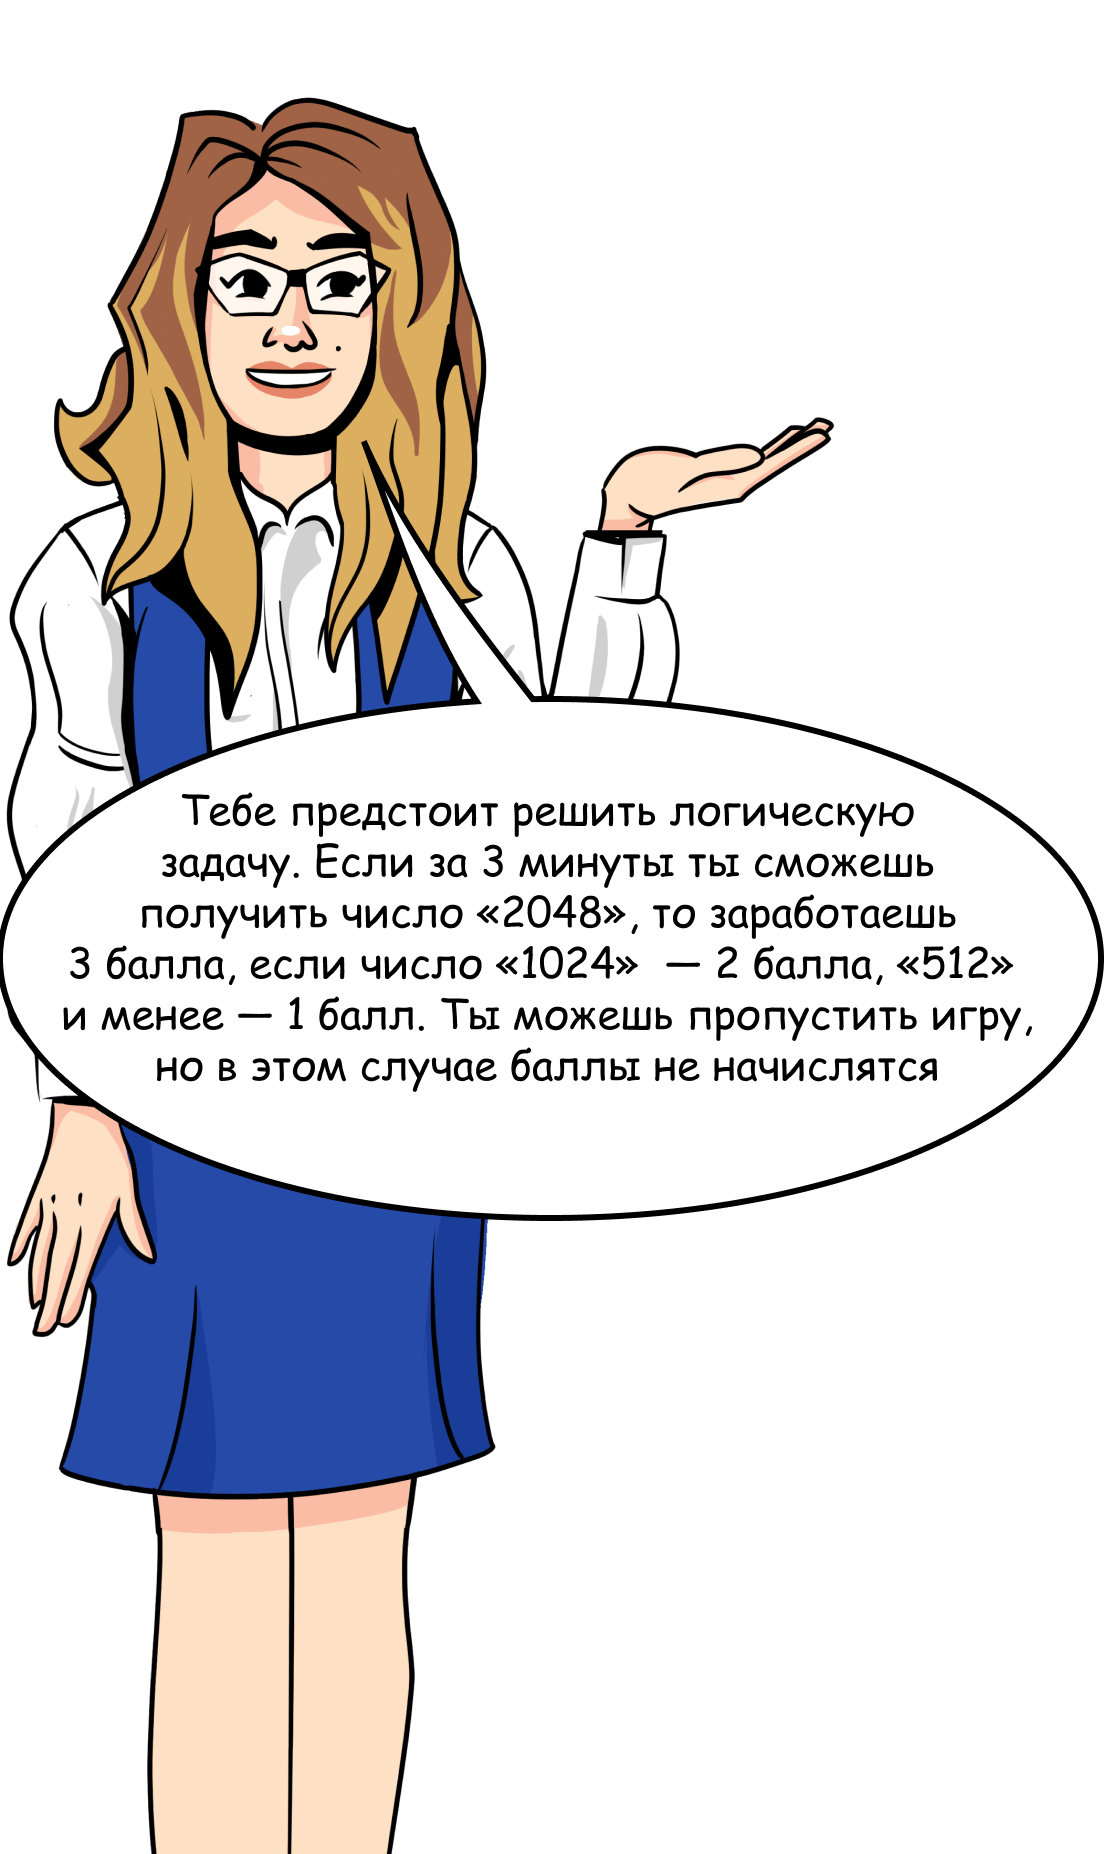 Тебе предстоит решить логическую
задачу. Если за 3 минуты ты сможешь
получить число «2048», то заработаешь
3 балла, если число «1024» — 2 балла, «512»
и менее — 1 балл. Ты можешь пропустить игру,
но в этом случае баллы не начислятся